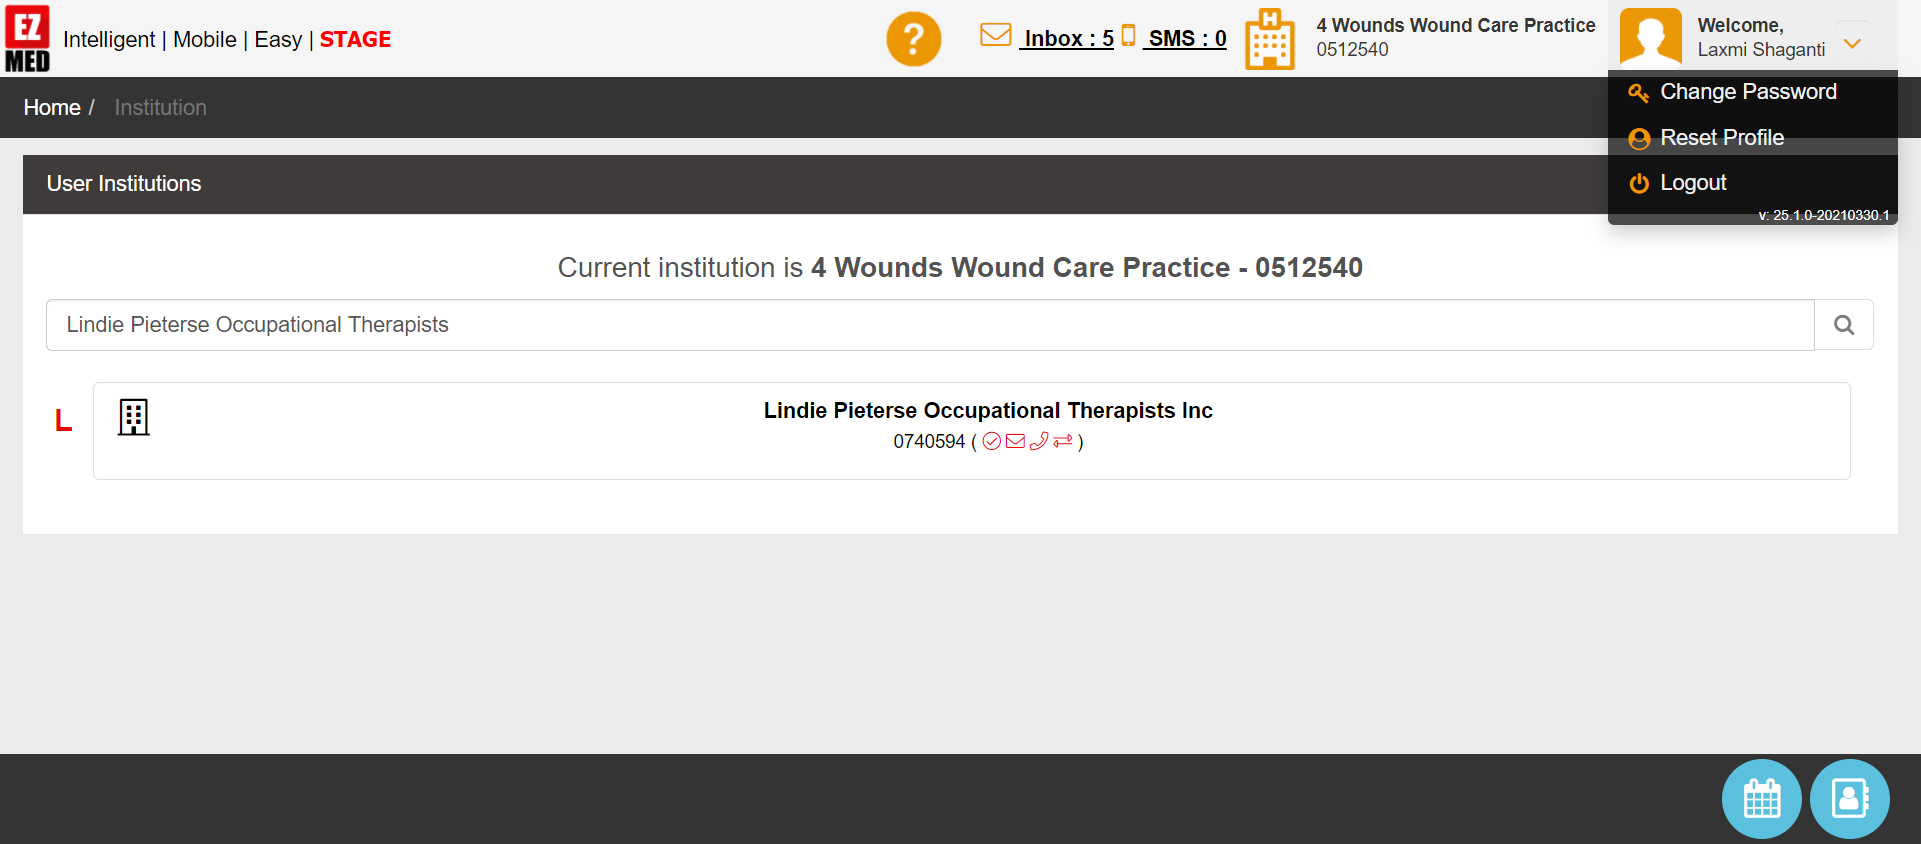 EZ
MED
Intelligent | Mobile | Easy | STAGE
?
Inbox : 5
SMS : 0
H
4 Wounds Wound Care Practice
0512540
Welcome,
Laxmi Shaganti
Home / Institution
Change Password
Reset Profile
Logout
v: 25.1.0-20210330.1
User Institutions
Current institution is 4 Wounds Wound Care Practice - 0512540
Lindie Pieterse Occupational Therapists
L
Lindie Pieterse Occupational Therapists Inc
0740594 ( )